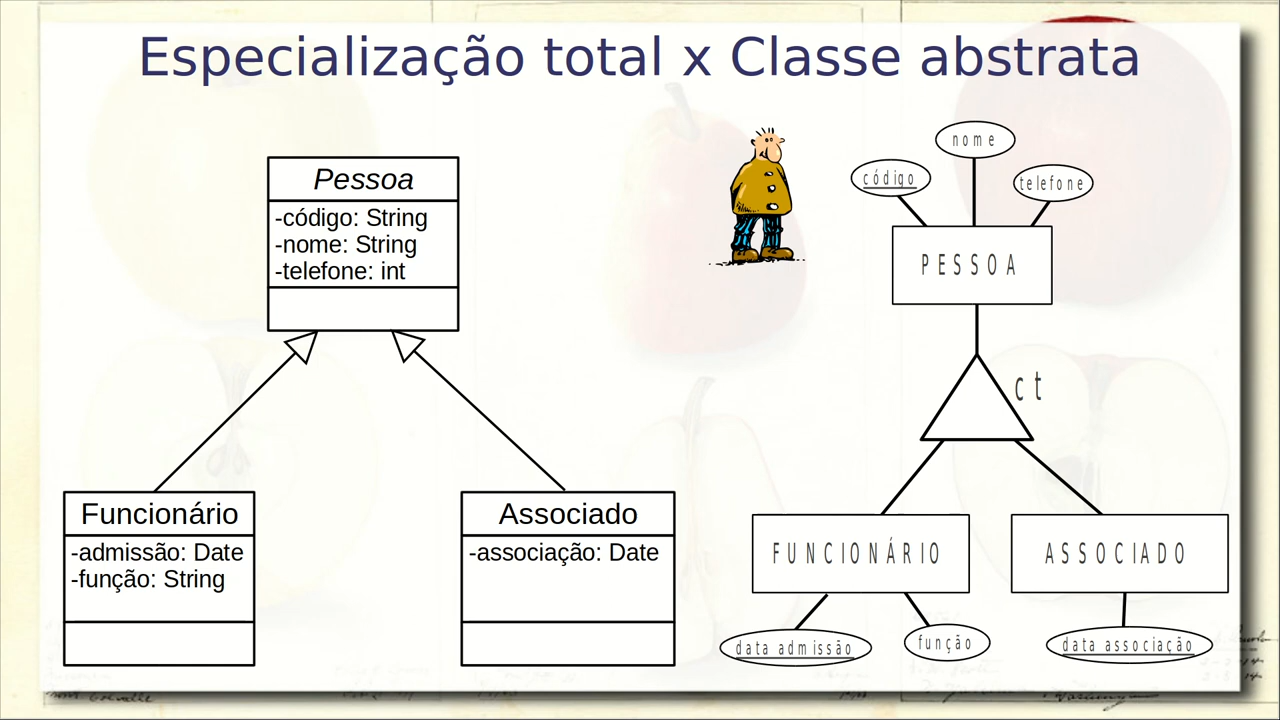 Especialização total x Classe abstrata
Pessoa
-código: String
-nome: String
-telefone: int
Funcionário
-admissão: Date
-função: String
Associado
-associação: Date
nome
código
telefone
PESSOA
ct
FUNCIONÁRIO
ASSOCIADO
data admissão
função
data associação